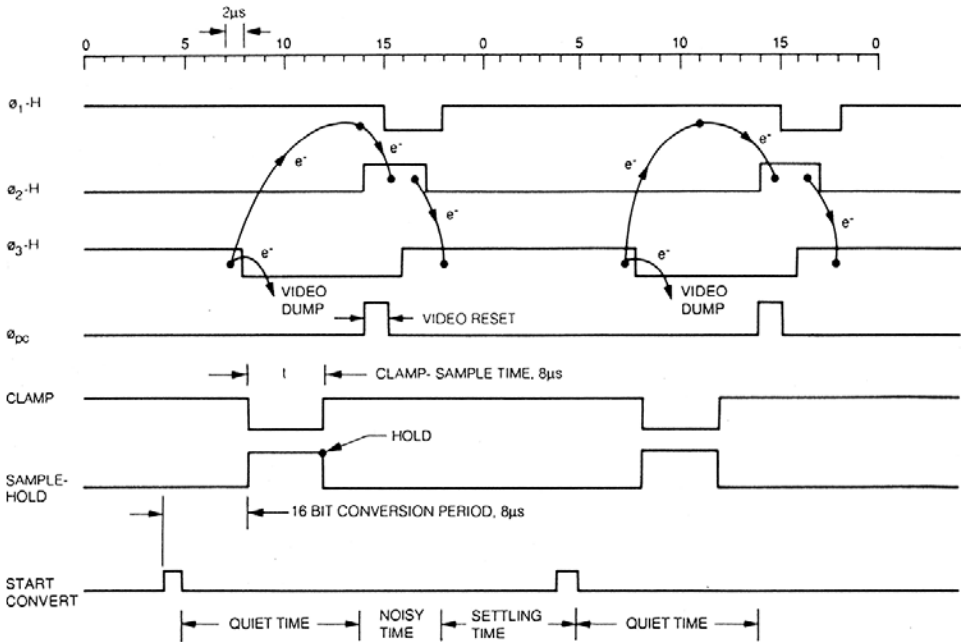 2μs
0 5 10 15 0 5 10 15 0
ø1-H
e- e- e- e-
ø2-H
e- e-
ø3-H
e- e-
VIDEO DUMP
VIDEO DUMP
øpc
VIDEO RESET
t
CLAMP- SAMPLE TIME, 8μs
CLAMP
HOLD
SAMPLE-
HOLD
16 BIT CONVERSION PERIOD, 8μs
START
CONVERT
QUIET TIME
NOISY
TIME
SETTLING
TIME
QUIET TIME